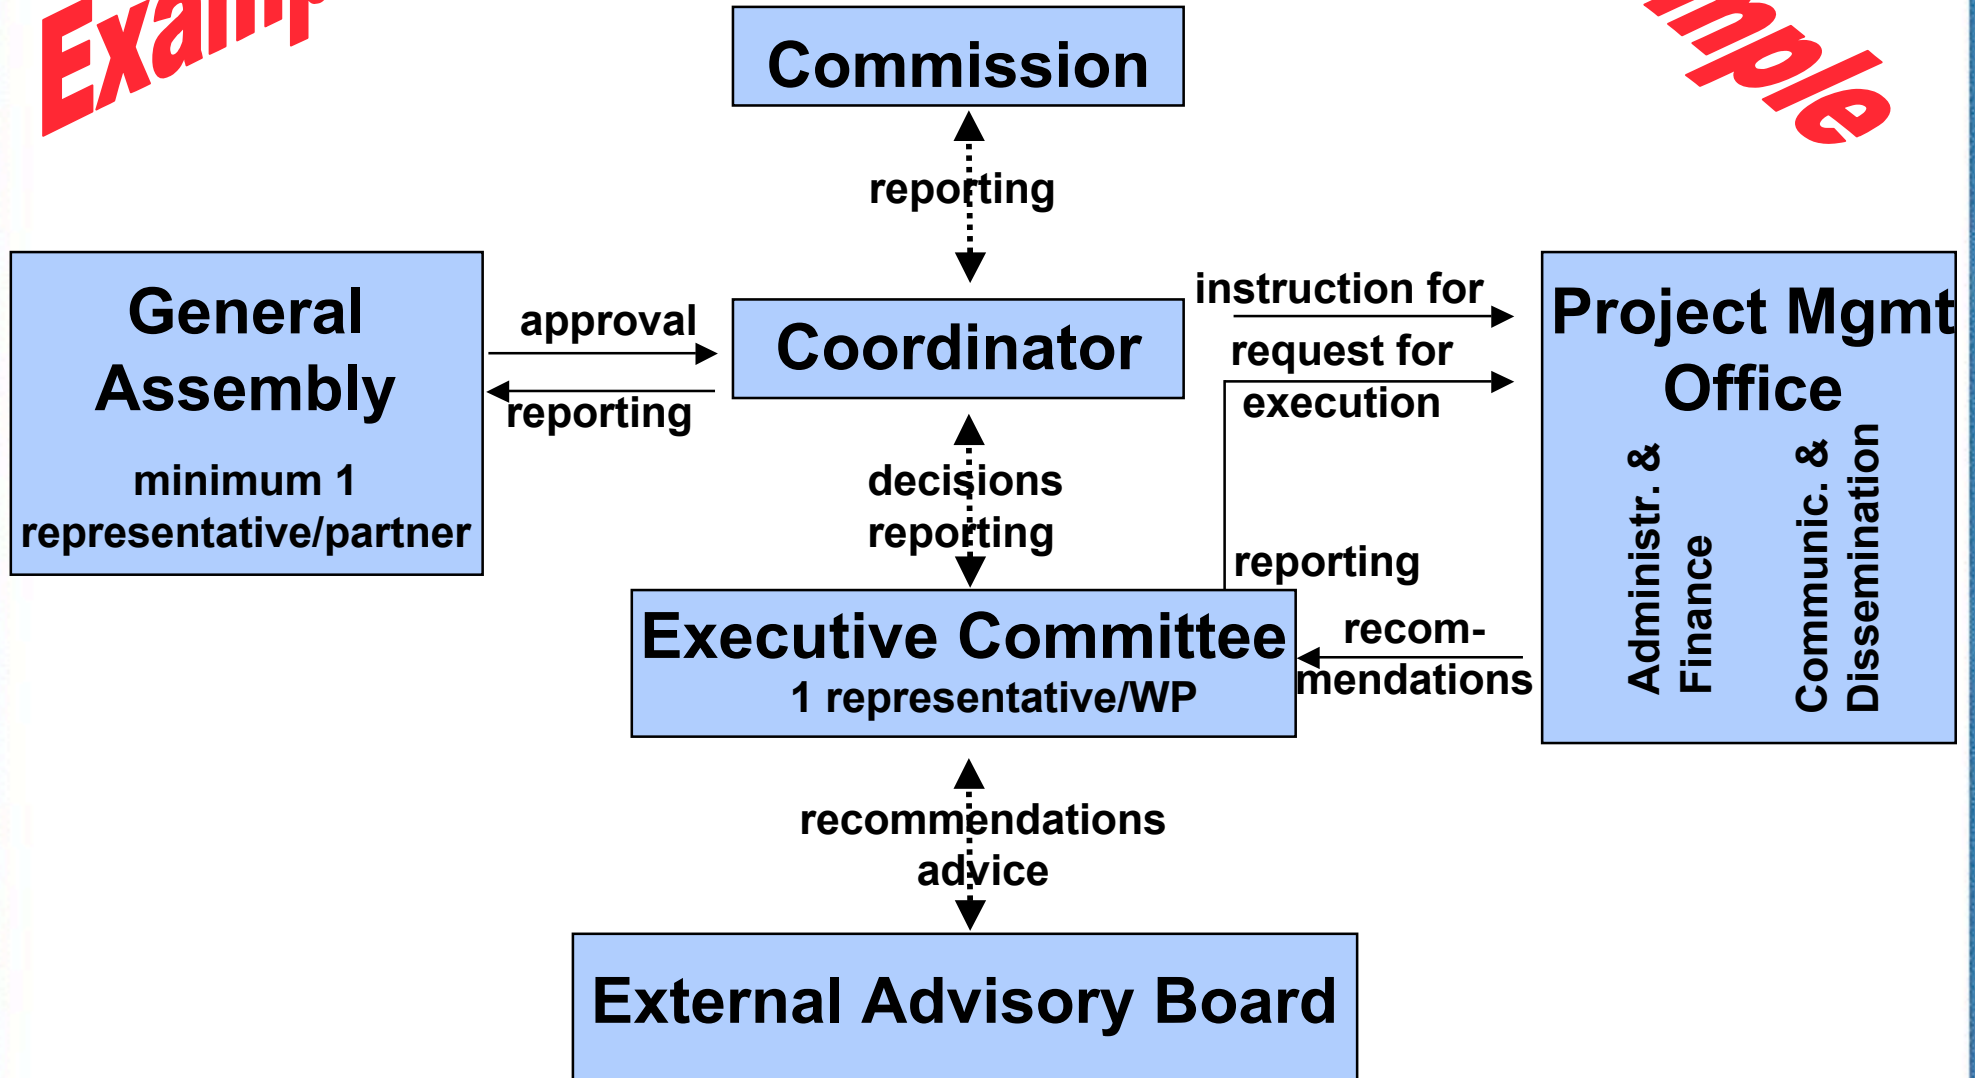 Example
Commission
reporting
General
Assembly
minimum 1
representative/partner
approval
reporting
Coordinator
instruction for
request for
execution
Project Mgmt
Office
Administr. &
Finance
Communic. &
Dissemination
decisions
reporting
reporting
Executive Committee
1 representative/WP
recom-
mendations
recommendations
advice
External Advisory Board